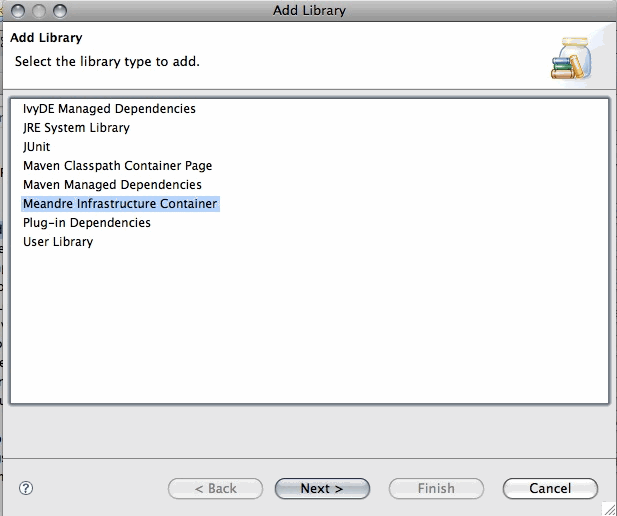 Add Library
Add Library
Select the library type to add.
IvyDE Managed Dependencies
JRE System Library
JUnit
Maven Classpath Container Page
Maven Managed Dependencies
Meandre Infrastructure Container
Plug-in Dependencies
User Library
?
< Back
Next >
Finish
Cancel